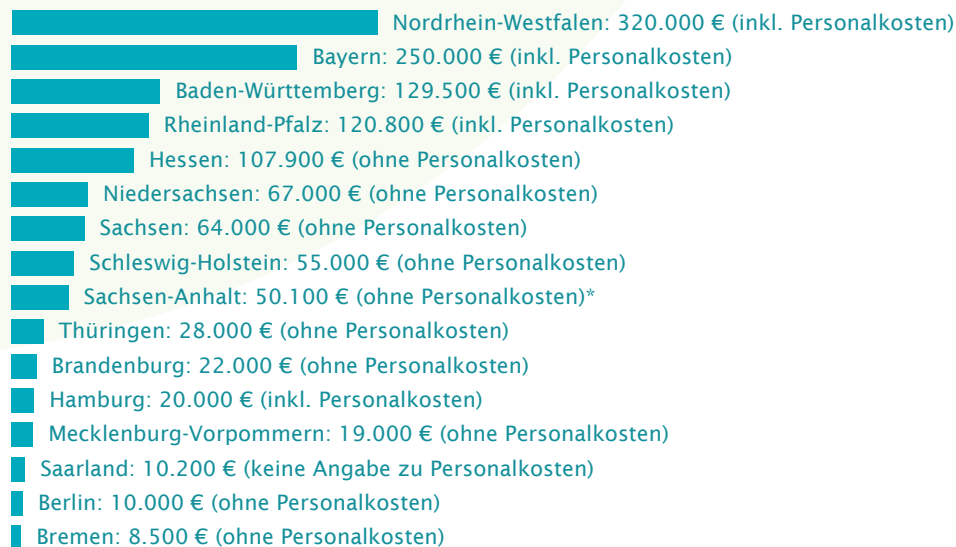 Nordrhein-Westfalen: 320.000 € (inkl. Personalkosten)
Bayern: 250.000 € (inkl. Personalkosten)
Baden-Württemberg: 129.500 € (inkl. Personalkosten)
Rheinland-Pfalz: 120.800 € (inkl. Personalkosten)
Hessen: 107.900 € (ohne Personalkosten)
Niedersachsen: 67.000 € (ohne Personalkosten)
Sachsen: 64.000 € (ohne Personalkosten)
Schleswig-Holstein: 55.000 € (ohne Personalkosten)
Sachsen-Anhalt: 50.100 € (ohne Personalkosten)*
Thüringen: 28.000 € (ohne Personalkosten)
Brandenburg: 22.000 € (ohne Personalkosten)
Hamburg: 20.000 € (inkl. Personalkosten)
Mecklenburg-Vorpommern: 19.000 € (ohne Personalkosten)
Saarland: 10.200 € (keine Angabe zu Personalkosten)
Berlin: 10.000 € (ohne Personalkosten)
Bremen: 8.500 € (ohne Personalkosten)